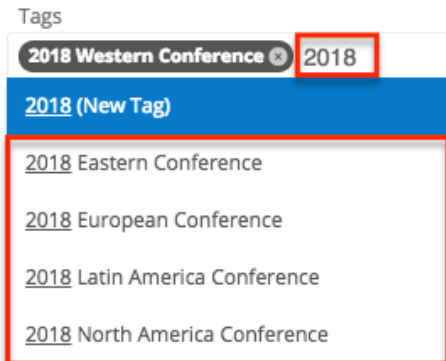 Tags
2018 Western Conference 2018
2018 (New Tag)
2018 Eastern Conference
2018 European Conference
2018 Latin America Conference
2018 North America Conference